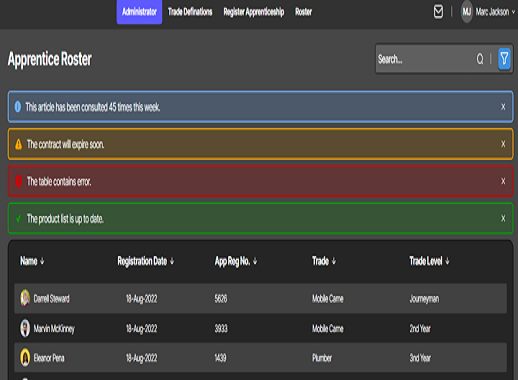 Administrator Trade Definations Register Apprenticeship Roster MJ Marc Jackson
Apprentice Roster
Search...
This article has been consulted 45 times this week. X
The contract will expire soon. X
The table contains error. X
The product list is up to date. X
Name Registration Date App Reg No. Trade Trade Level
Darrell Steward 18-Aug-2022 5626 Mobile Carne Journeyman
Marvin McKinney 18-Aug-2022 3933 Mobile Carne 2nd Year
Eleanor Pena 18-Aug-2022 1439 Plumber 3nd Year